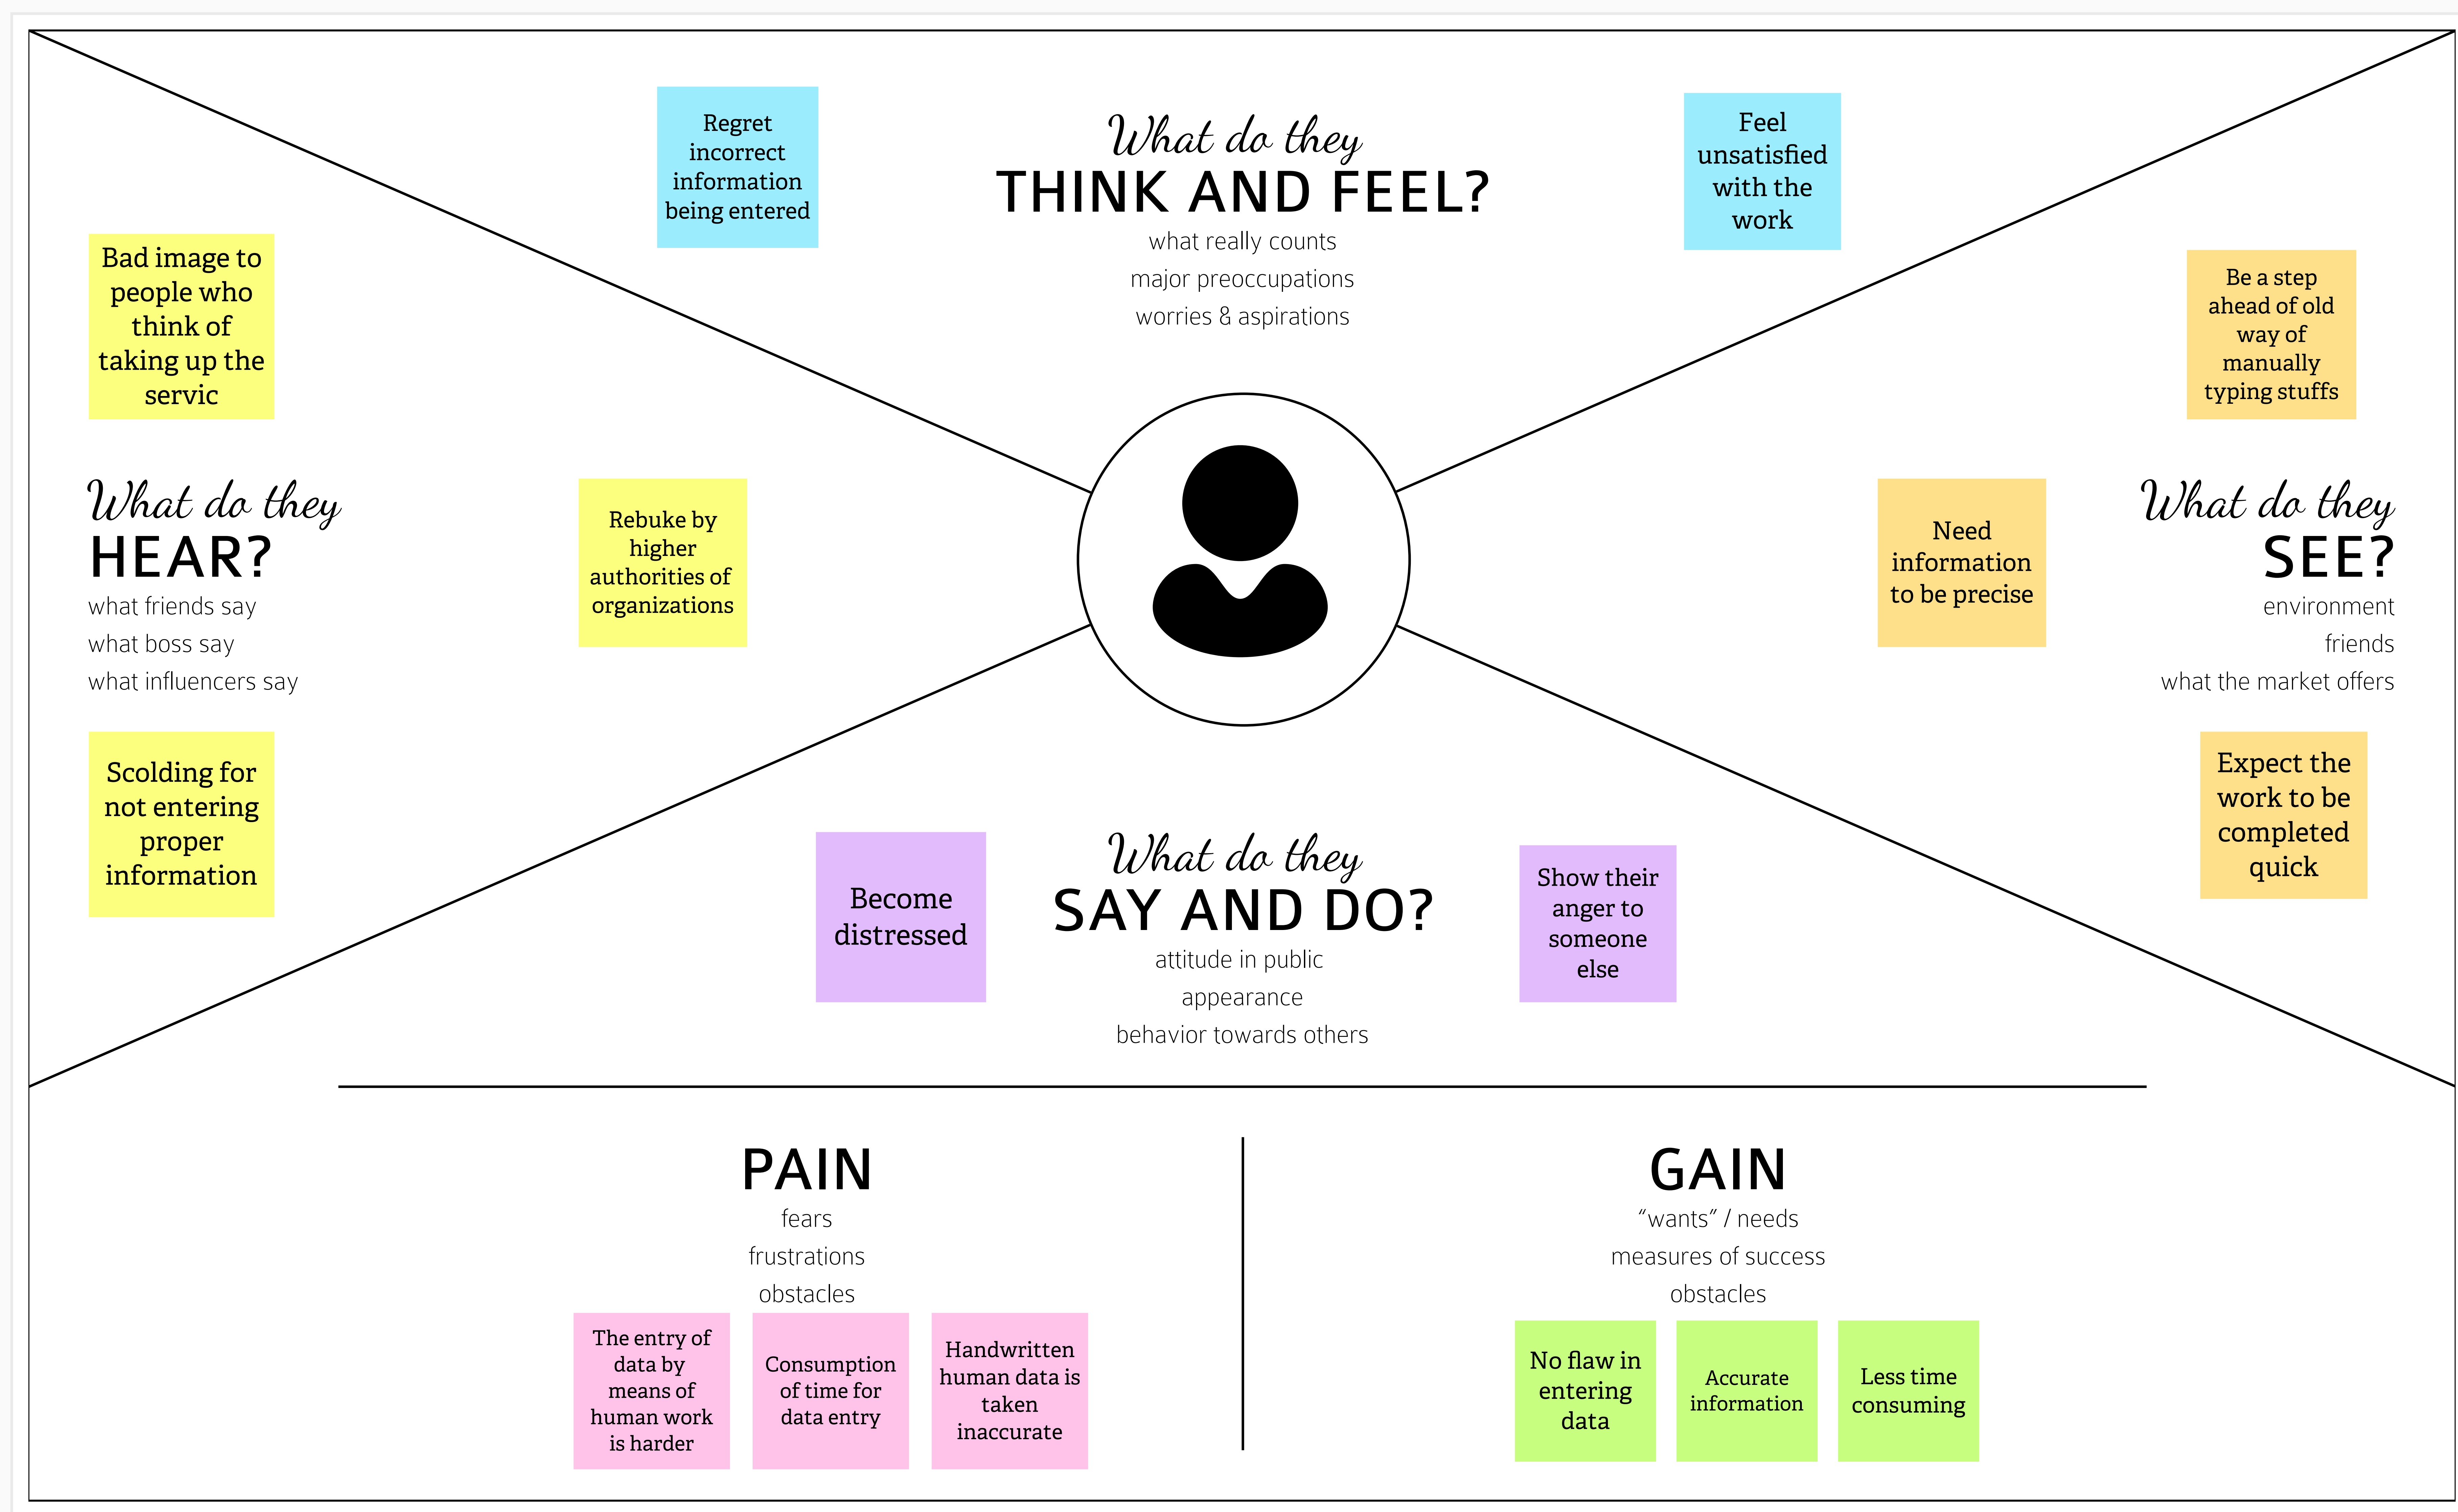 Regret
incorrect
information
being entered
What do they
THINK AND FEEL?
what really counts
major preoccupations
worries & aspirations
Feel
unsatisfied
with the
work
Bad image to
people who
think of
taking up the
servic
What do they
HEAR?
what friends say
what boss say
what influencers say
Rebuke by
higher
authorities of
organizations
Scolding for
not entering
proper
information
Be a step
ahead of old
way of
manually
typing stuffs
Need
information
to be precise
What do they
SEE?
environment
friends
what the market offers
Expect the
work to be
completed
quick
Become
distressed
What do they
SAY AND DO?
attitude in public
appearance
behavior towards others
Show their
anger to
someone
else
PAIN
fears
frustrations
obstacles
The entry of
data by
means of
human work
is harder
Consumption
of time for
data entry
Handwritten
human data is
taken
inaccurate
GAIN
“wants” / needs
measures of success
obstacles
No flaw in
entering
data
Accurate
information
Less time
consuming